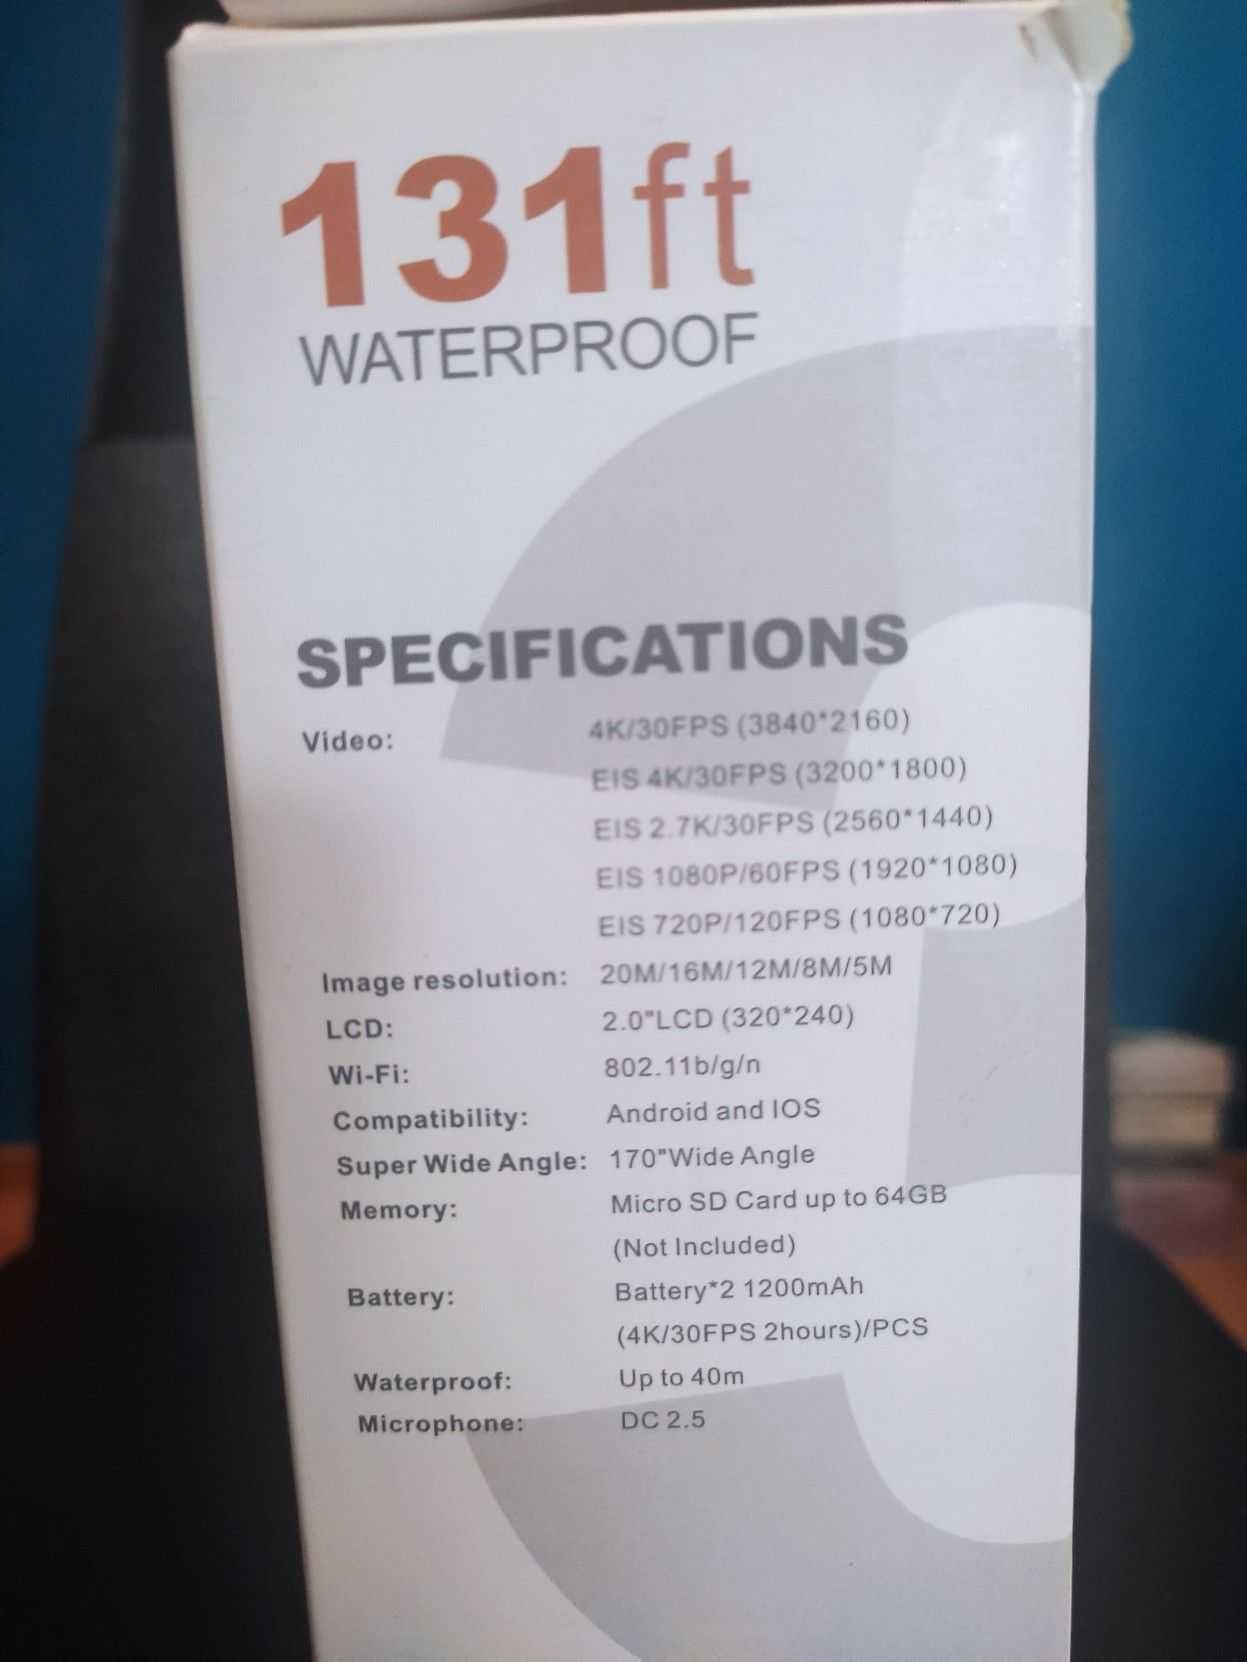 131ft
WATERPROOF
SPECIFICATIONS
Video: 4K/30FPS (3840*2160)
EIS 4K/30FPS (3200*1800)
EIS 2.7K/30FPS (2560*1440)
EIS 1080P/60FPS (1920*1080)
EIS 720P/120FPS (1080*720)
Image resolution: 20M/16M/12M/8M/5M
LCD: 2.0"LCD (320*240)
Wi-Fi: 802.11b/g/n
Compatibility: Android and IOS
Super Wide Angle: 170"Wide Angle
Memory: Micro SD Card up to 64GB
(Not Included)
Battery: Battery*2 1200mAh
(4K/30FPS 2hours)/PCS
Waterproof: Up to 40m
Microphone: DC 2.5